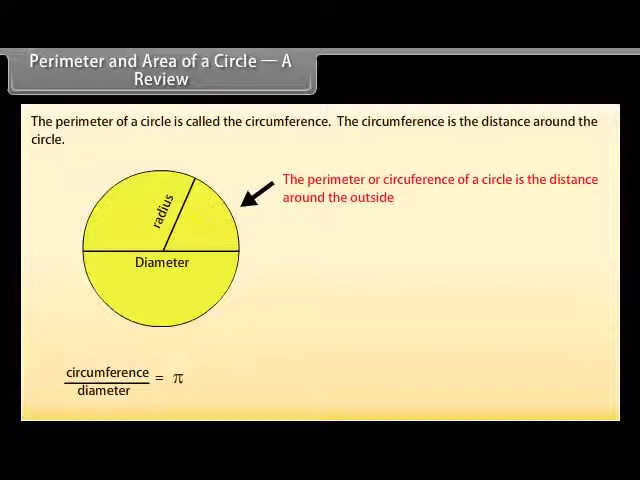 Perimeter and Area of a Circle — A
Review
The perimeter of a circle is called the circumference. The circumference is the distance around the
circle.
The perimeter or circuference of a circle is the distance
around the outside
radius
Diameter
circumference
diameter
= π